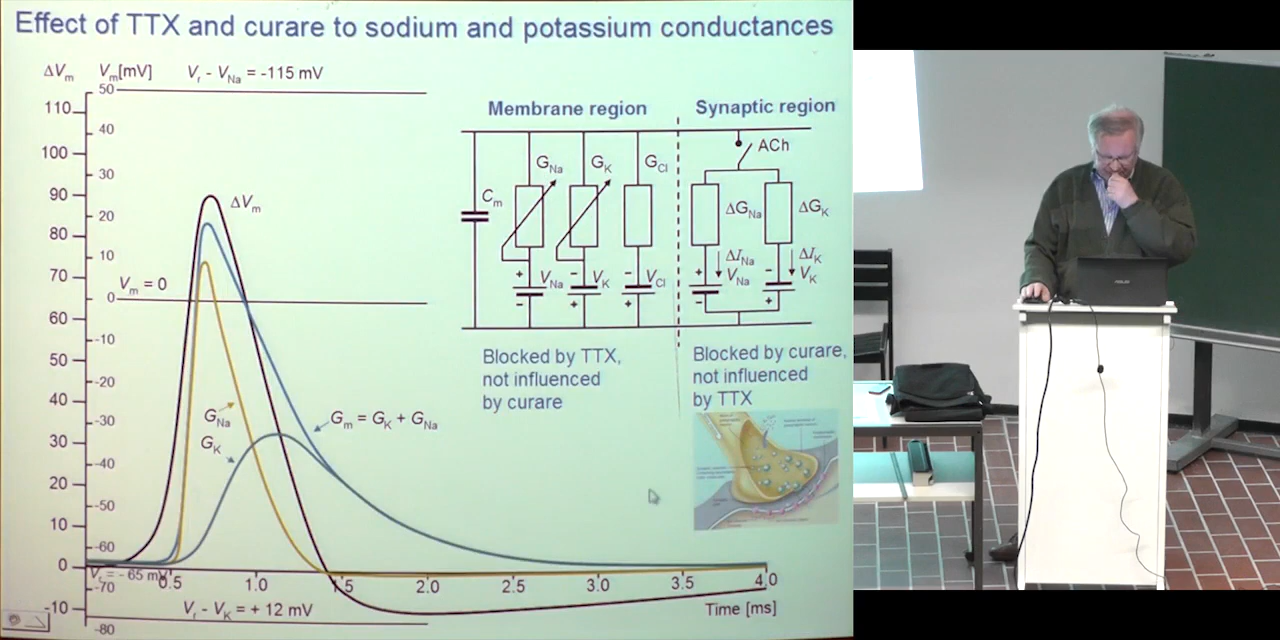 Effect of TTX and curare to sodium and potassium conductances
ΔVm Vm[mV] Vr - VNa = -115 mV
50
110
40
100
30
90
20
80
10
70
Vm = 0
0
60
-10
50
-20
40
-30
30
-40
20
-50
10
-60
0
-70
-10
-80
ΔVm
GNa
GK
Gm = GK + GNa
Vr = - 65 mV
0.5 1.0 1.5 2.0 2.5 3.0 3.5 4.0
Vr - VK = + 12 mV
Time [ms]
Membrane region
Synaptic region
ACh
GNa GK GCl
Cm
ΔGNa ΔGK
ΔINa ΔIK
+ - - + -
VNa VK VCl VNa VK
- + + - +
Blocked by TTX,
not influenced
by curare
Blocked by curare,
not influenced
by TTX
ASUS